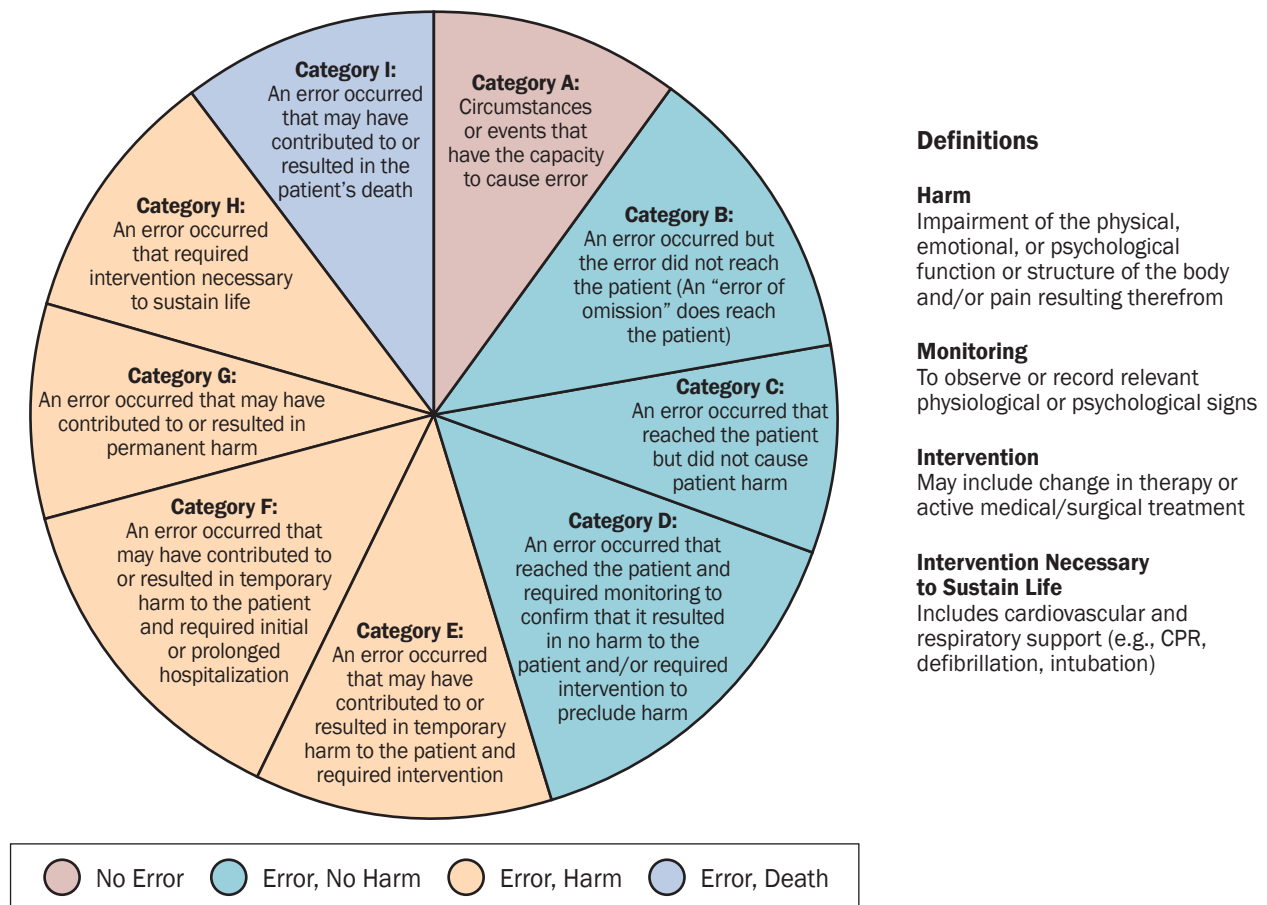 Category I:
An error occurred
that may have
contributed to or
resulted in the
patient's death
Category A:
Circumstances
or events that
have the capacity
to cause error
Category B:
An error occurred but
the error did not reach
the patient (An “error of
omission” does reach
the patient)
Category C:
An error occurred that
reached the patient
but did not cause
patient harm
Category D:
An error occurred that
reached the patient and
required monitoring to
confirm that it resulted
in no harm to the
patient and/or required
intervention to
preclude harm
Category E:
An error occurred
that may have
contributed to or
resulted in temporary
harm to the patient and
required intervention
Category F:
An error occurred that
may have contributed to
or resulted in temporary
harm to the patient
and required initial
or prolonged
hospitalization
Category G:
An error occurred that may have
contributed to or resulted in
permanent harm
Category H:
An error occurred
that required
intervention necessary
to sustain life
Definitions
Harm
Impairment of the physical,
emotional, or psychological
function or structure of the body
and/or pain resulting therefrom
Monitoring
To observe or record relevant
physiological or psychological signs
Intervention
May include change in therapy or
active medical/surgical treatment
Intervention Necessary
to Sustain Life
Includes cardiovascular and
respiratory support (e.g., CPR,
defibrillation, intubation)
No Error
Error, No Harm
Error, Harm
Error, Death